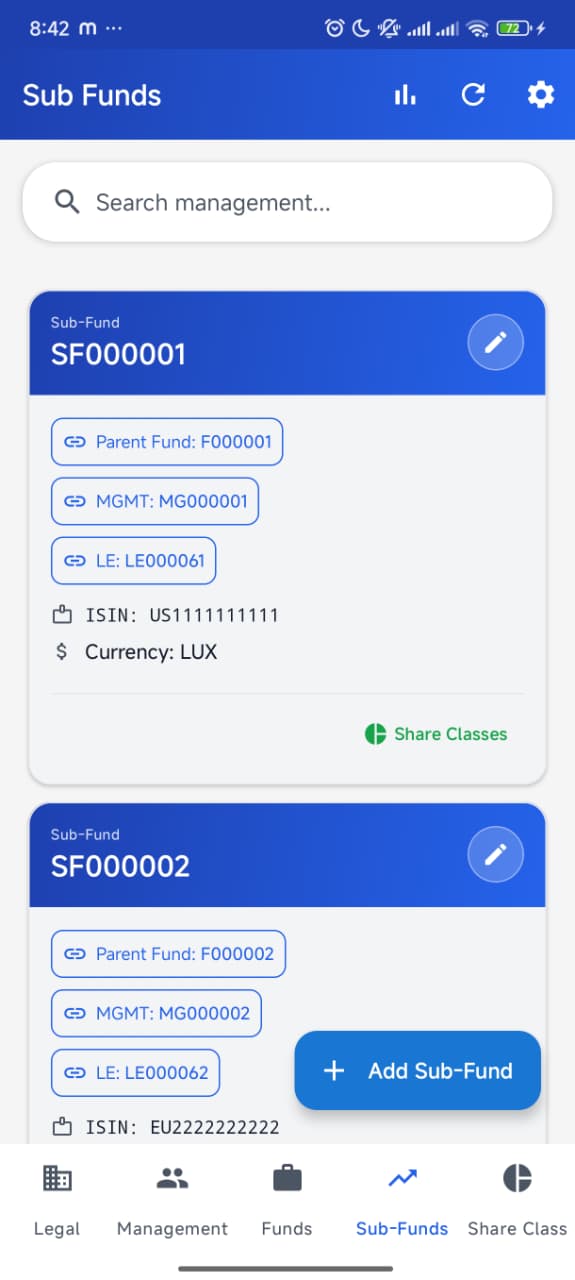 8:42 m ...
72
Sub Funds
Search management...
Sub-Fund
SF000001
Parent Fund: F000001
MGMT: MG000001
LE: LE000061
ISIN: US1111111111
$ Currency: LUX
Share Classes
Sub-Fund
SF000002
Parent Fund: F000002
MGMT: MG000002
LE: LE000062
+ Add Sub-Fund
ISIN: EU2222222222
Legal Management Funds Sub-Funds Share Class